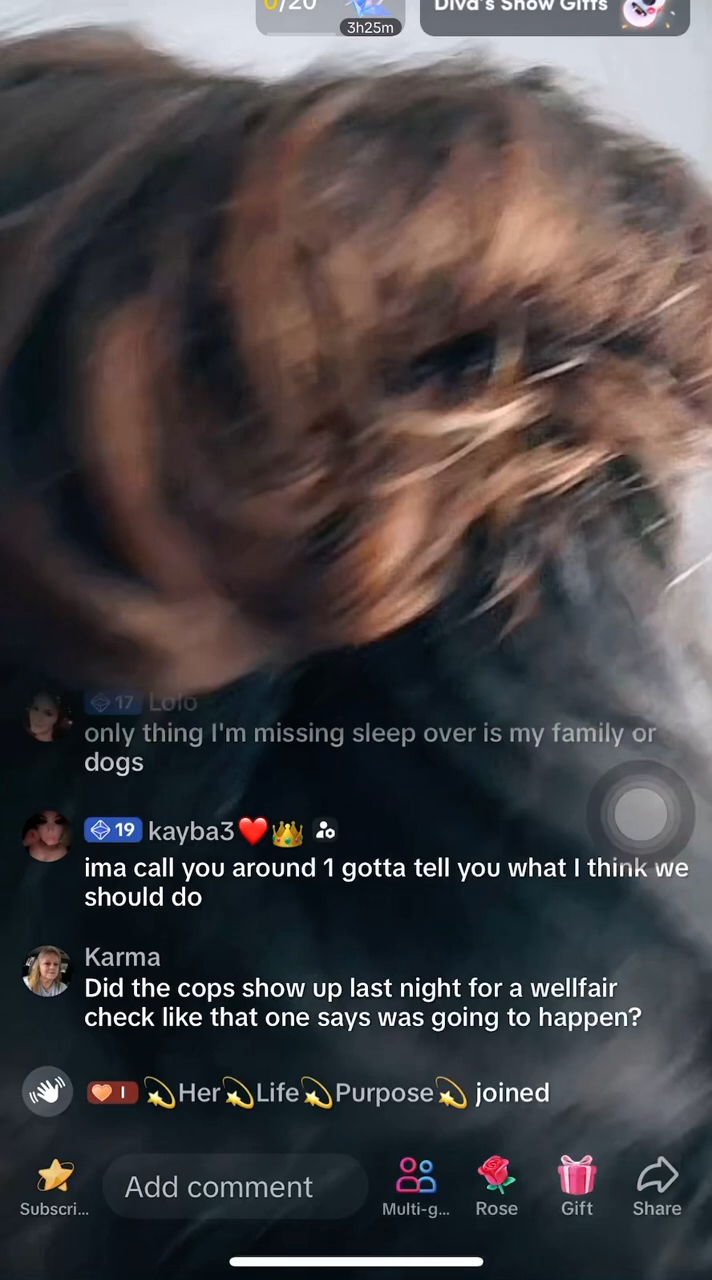 0/20
3h25m
Diva's Show Gifts
17 Lolo
only thing I'm missing sleep over is my family or
dogs
19 kayba3❤️👑
ima call you around 1 gotta tell you what I think we
should do
Karma
Did the cops show up last night for a wellfair
check like that one says was going to happen?
I 💫Her💫Life💫Purpose💫 joined
Subscri...
Add comment
Multi-g...
Rose
Gift
Share